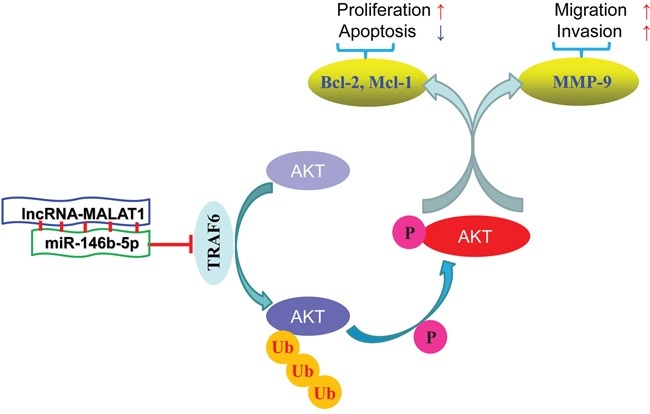 Proliferation ↑
Apoptosis ↓
Migration ↑
Invasion ↑
Bcl-2, Mcl-1
MMP-9
AKT
lncRNA-MALAT1
miR-146b-5p
TRAF6
P
AKT
AKT
P
Ub
Ub
Ub